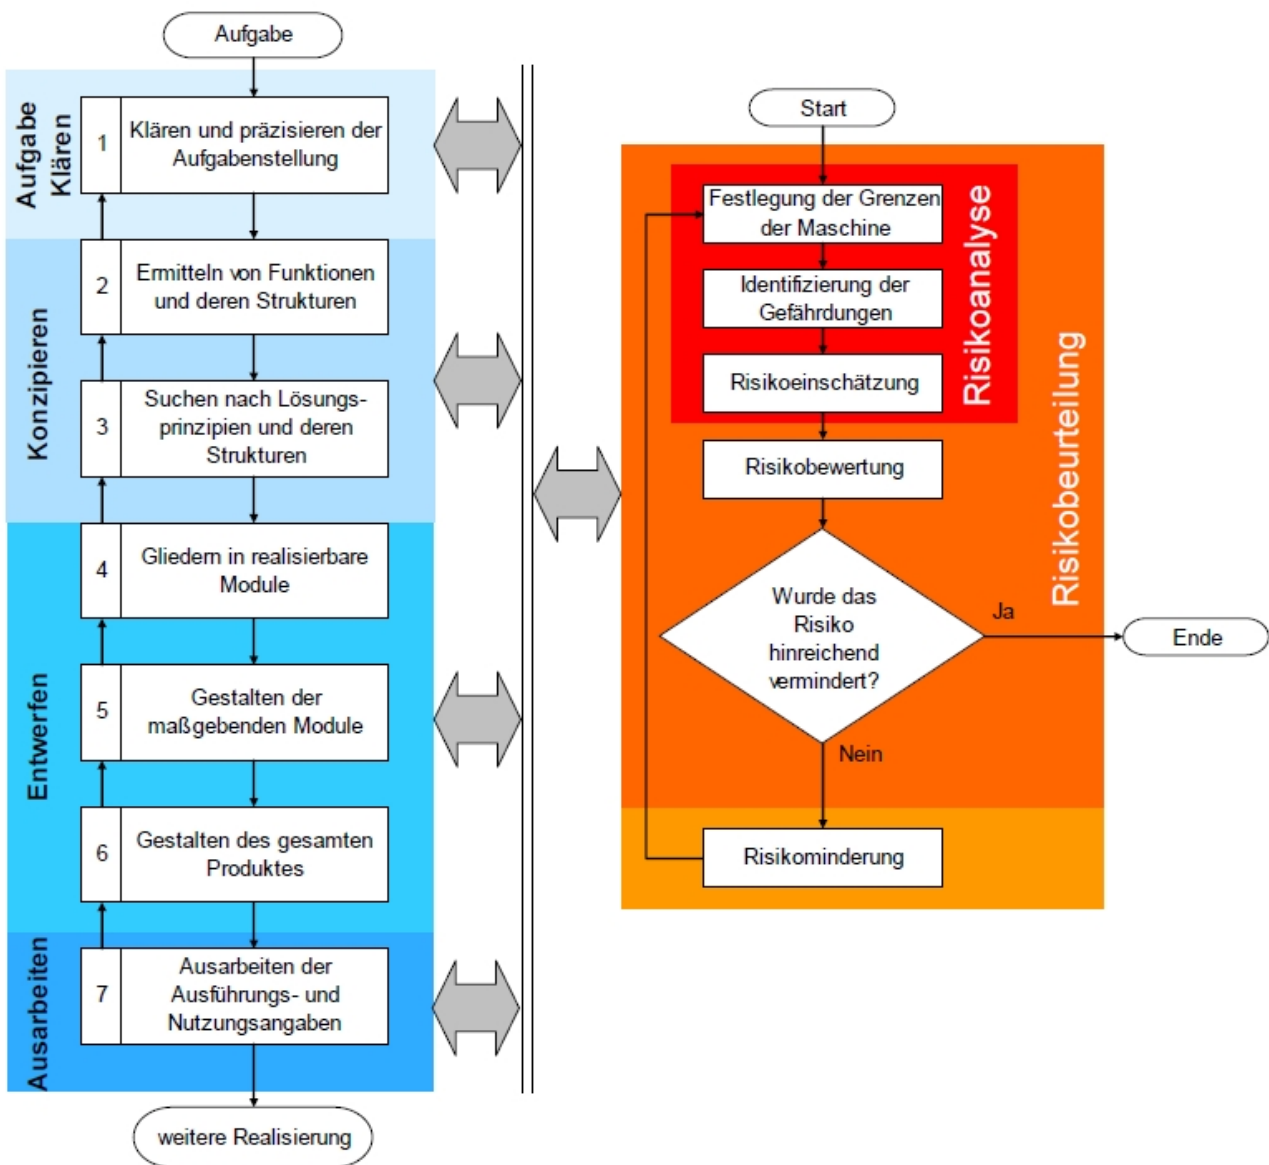 Aufgabe
Aufgabe
Klären
1
Klären und präzisieren der
Aufgabenstellung
Konzipieren
2
Ermitteln von Funktionen
und deren Strukturen
3
Suchen nach Lösungs-
prinzipien und deren
Strukturen
Entwerfen
4
Gliedern in realisierbare
Module
5
Gestalten der
maßgebenden Module
6
Gestalten des gesamten
Produktes
Ausarbeiten
7
Ausarbeiten der
Ausführungs- und
Nutzungsangaben
weitere Realisierung
Start
Risikobeurteilung
Risikoanalyse
Festlegung der Grenzen
der Maschine
Identifizierung der
Gefährdungen
Risikoeinschätzung
Risikobewertung
Wurde das
Risiko
hinreichend
vermindert?
Ja
Ende
Nein
Risikominderung